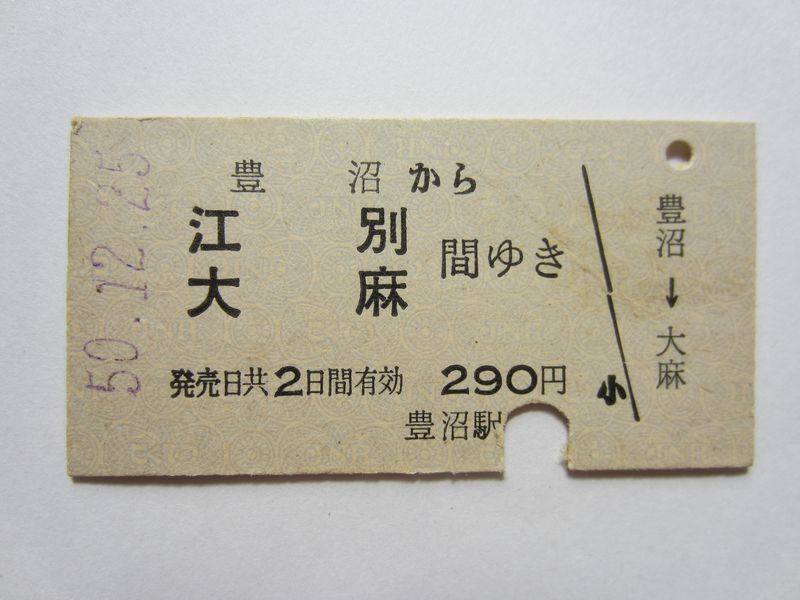 50.12.25
豊沼から
江別
大麻
間ゆき
発売日共2日間有効 290円
豊沼駅
小
豊沼→大麻